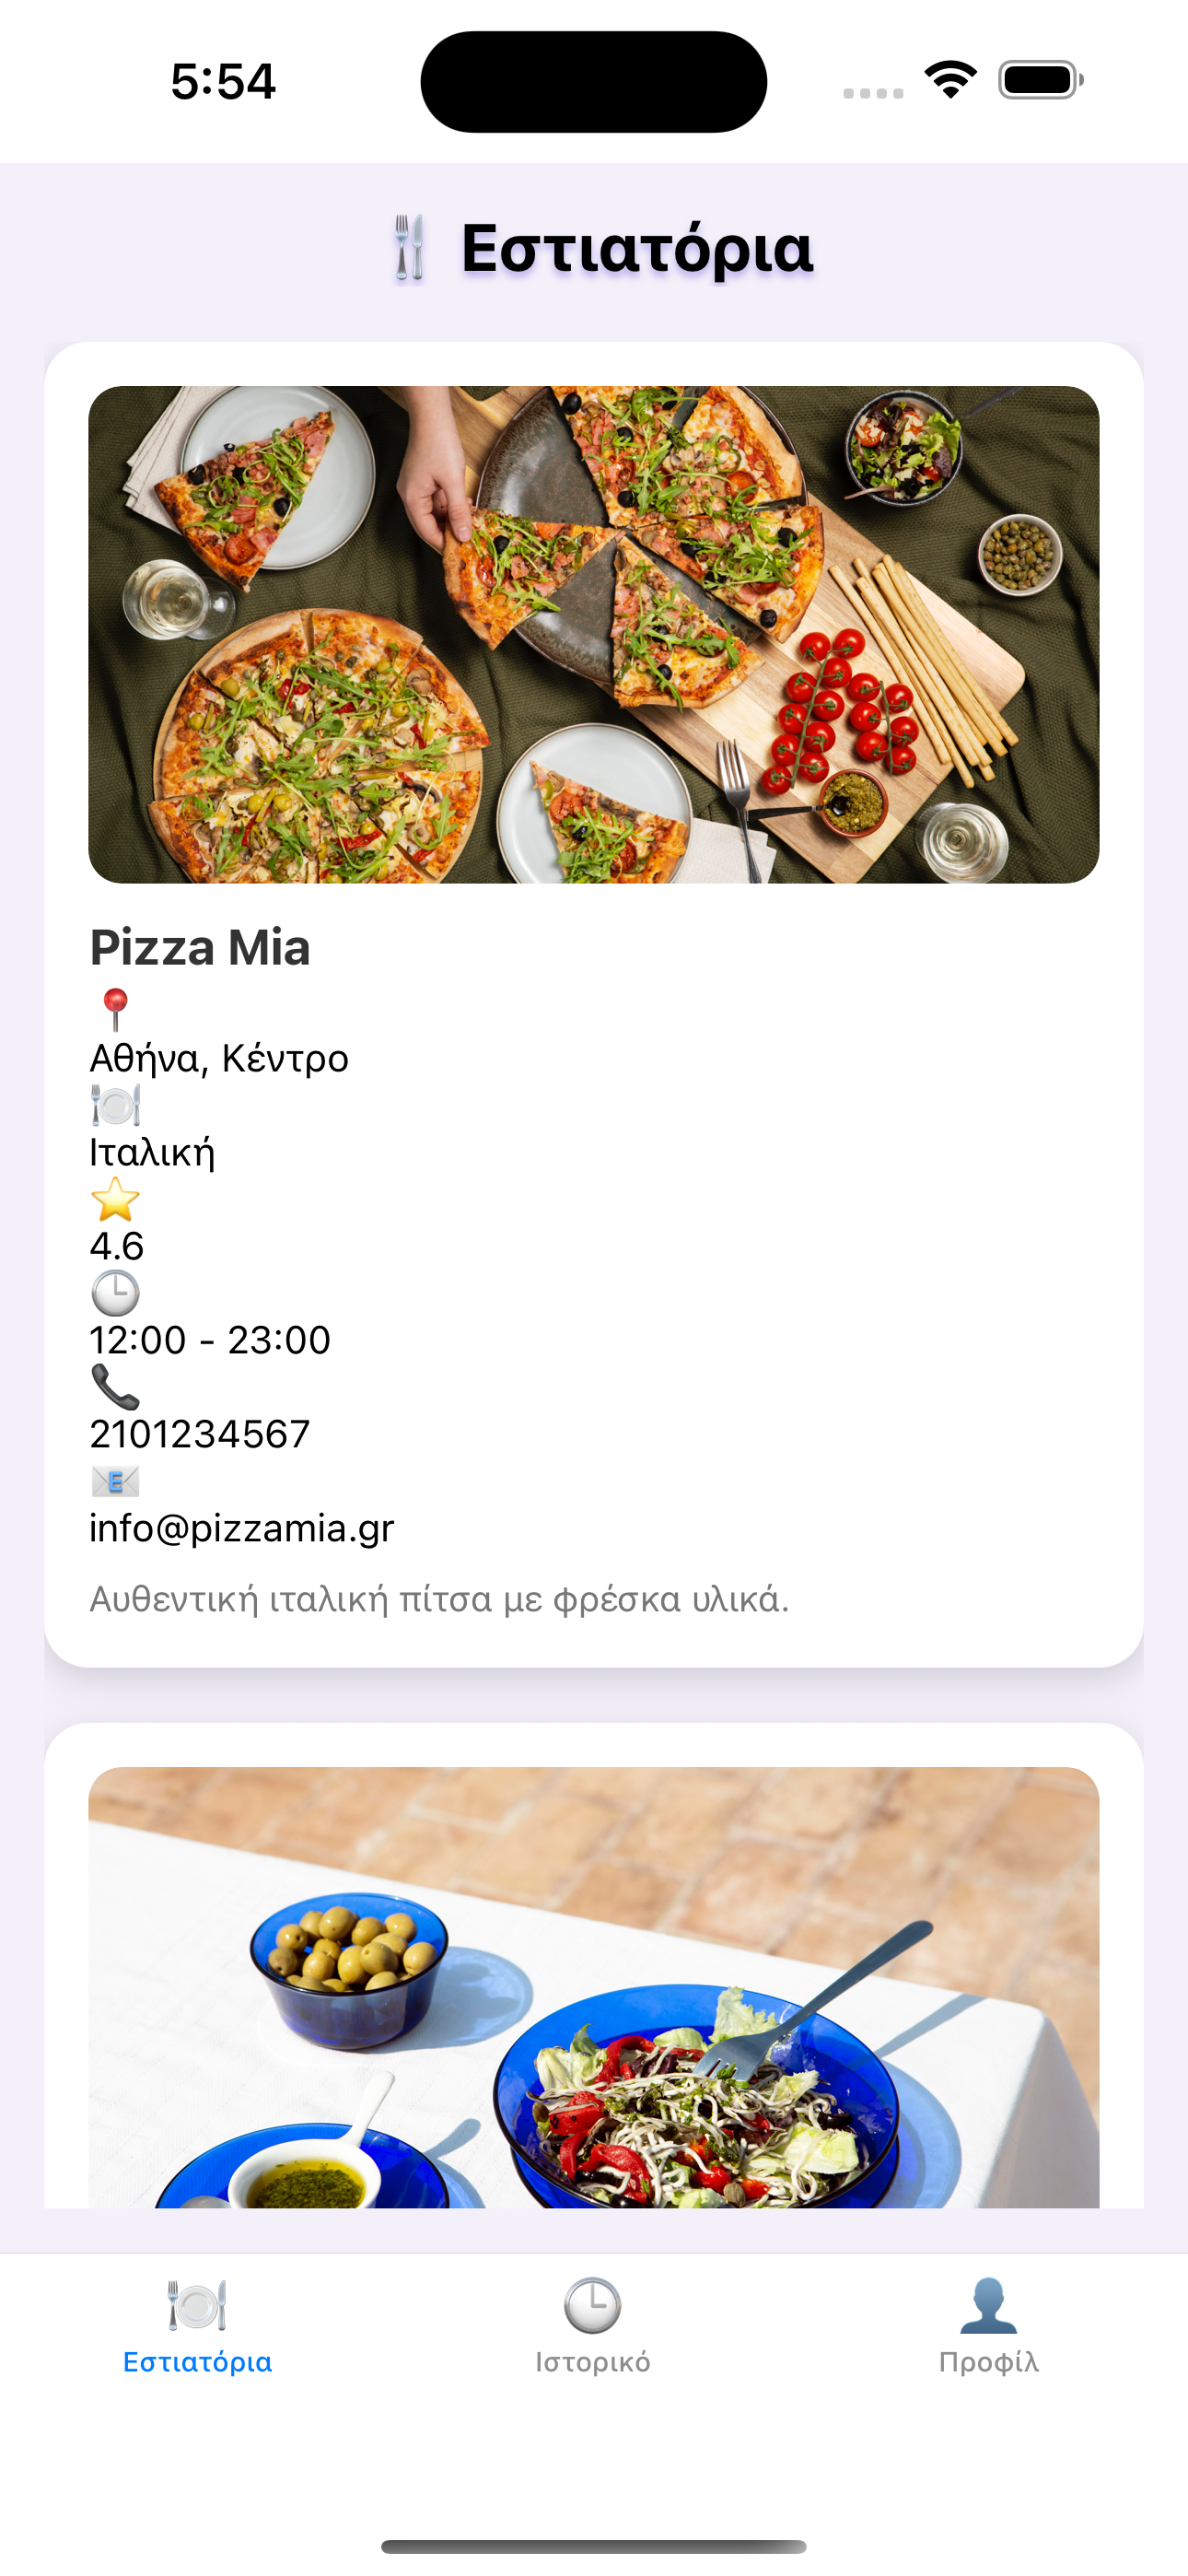 5:54
🍴 Εστιατόρια
Pizza Mia
📍
Αθήνα, Κέντρο
🍽️
Ιταλική
⭐
4.6
🕒
12:00 - 23:00
📞
2101234567
📧
info@pizzamia.gr
Αυθεντική ιταλική πίτσα με φρέσκα υλικά.
Εστιατόρια
Ιστορικό
Προφίλ